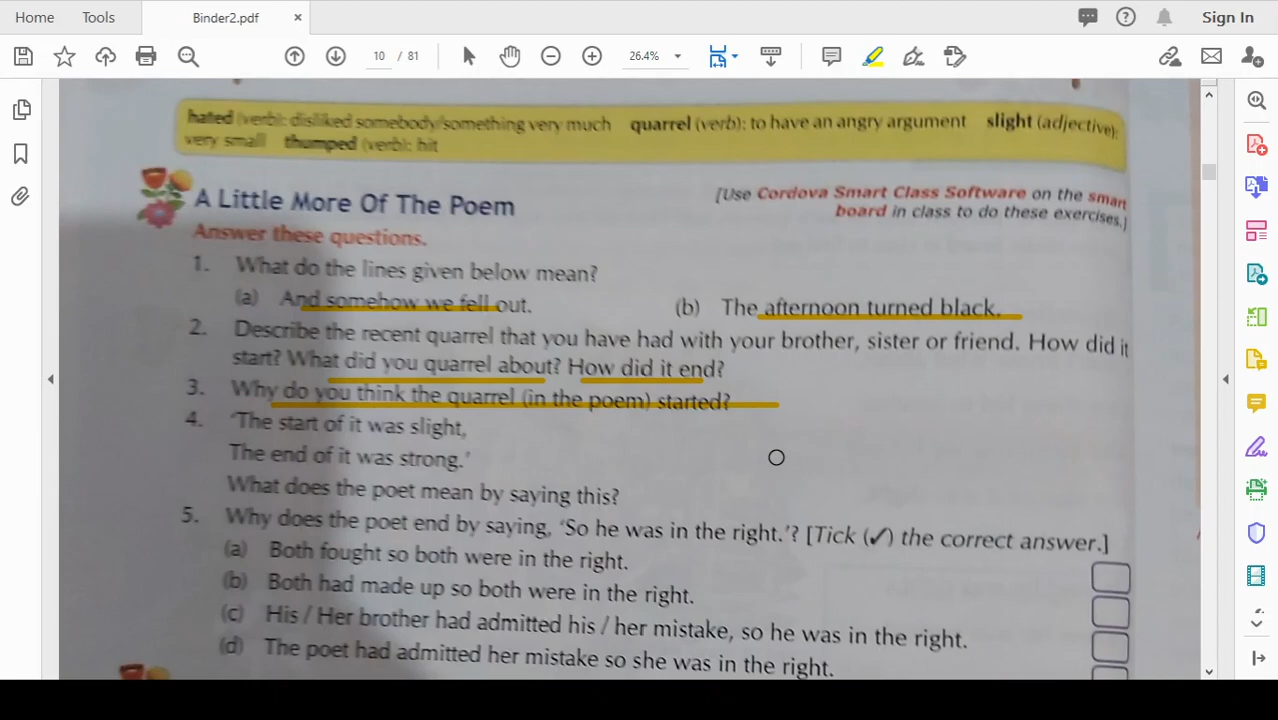 Home Tools Binder2.pdf × Sign In
10 / 81 26.4%
hated (verb): disliked somebody/something very much quarrel (verb): to have an angry argument slight (adjective):
very small thumped (verb): hit
A Little More Of The Poem
[Use Cordova Smart Class Software on the smart
board in class to do these exercises.]
Answer these questions.
1. What do the lines given below mean?
(a) And somehow we fell out. (b) The afternoon turned black.
2. Describe the recent quarrel that you have had with your brother, sister or friend. How did it
start? What did you quarrel about? How did it end?
3. Why do you think the quarrel (in the poem) started?
4. 'The start of it was slight,
The end of it was strong.'
What does the poet mean by saying this?
5. Why does the poet end by saying, 'So he was in the right.'? [Tick (✓) the correct answer.]
(a) Both fought so both were in the right.
(b) Both had made up so both were in the right.
(c) His / Her brother had admitted his / her mistake, so he was in the right.
(d) The poet had admitted her mistake so she was in the right.